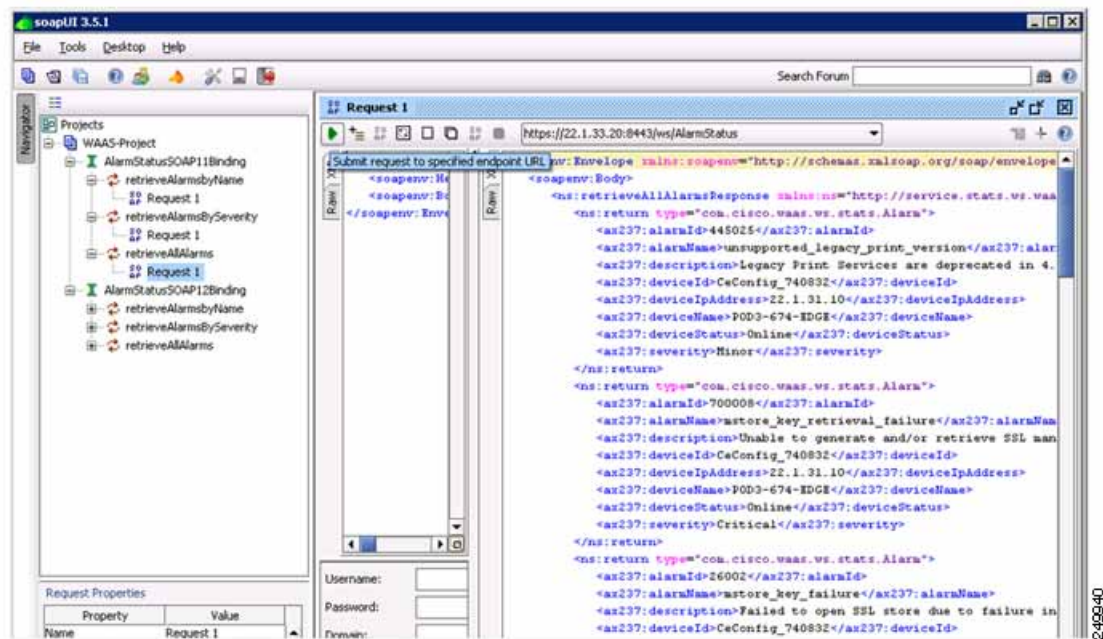 soapUI 3.5.1
File Tools Desktop Help
Search Forum
Navigator
Projects
WAAS-Project
AlarmStatusSOAP11Binding
retrieveAlarmsbyName
Request 1
retrieveAlarmsBySeverity
Request 1
retrieveAllAlarms
Request 1
AlarmStatusSOAP12Binding
retrieveAlarmsbyName
retrieveAlarmsBySeverity
retrieveAllAlarms
Request Properties
Property Value
Name Request 1
Request 1
https://22.1.33.20:8443/ws/AlarmStatus
Submit request to specified endpoint URL
Raw
<soapenv:He
<soapenv:Bo
</soapenv:Enve
Username:
Password:
Domain:
Raw
nv:Envelope xmlns:soapenv="http://schemas.xmlsoap.org/soap/envelope
<soapenv:Body>
<ns:retrieveAllAlarmsResponse xmlns:ns="http://service.stats.ws.waa
<ns:return type="com.cisco.waas.ws.stats.Alarm">
<ax237:alarmId>445025</ax237:alarmId>
<ax237:alarmName>unsupported_legacy_print_version</ax237:alar
<ax237:description>Legacy Print Services are deprecated in 4.
<ax237:deviceId>CeConfig_740832</ax237:deviceId>
<ax237:deviceIpAddress>22.1.31.10</ax237:deviceIpAddress>
<ax237:deviceName>POD3-674-EDGE</ax237:deviceName>
<ax237:deviceStatus>Online</ax237:deviceStatus>
<ax237:severity>Minor</ax237:severity>
</ns:return>
<ns:return type="com.cisco.waas.ws.stats.Alarm">
<ax237:alarmId>700008</ax237:alarmId>
<ax237:alarmName>mstore_key_retrieval_failure</ax237:alarmNam
<ax237:description>Unable to generate and/or retrieve SSL man
<ax237:deviceId>CeConfig_740832</ax237:deviceId>
<ax237:deviceIpAddress>22.1.31.10</ax237:deviceIpAddress>
<ax237:deviceName>POD3-674-EDGE</ax237:deviceName>
<ax237:deviceStatus>Online</ax237:deviceStatus>
<ax237:severity>Critical</ax237:severity>
</ns:return>
<ns:return type="com.cisco.waas.ws.stats.Alarm">
<ax237:alarmId>26002</ax237:alarmId>
<ax237:alarmName>mstore_key_failure</ax237:alarmName>
<ax237:description>Failed to open SSL store due to failure in
<ax237:deviceId>CeConfig_740832</ax237:deviceId>
249940